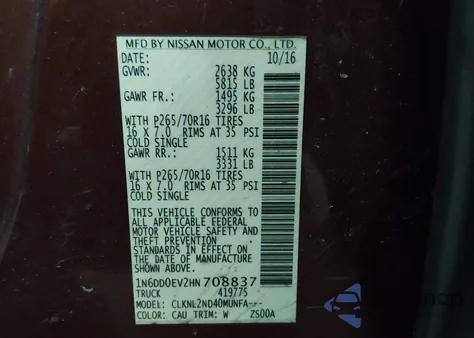 MFD BY NISSAN MOTOR CO., LTD.
DATE: 10/16
GVWR: 2638 KG
5815 LB
GAWR FR.: 1495 KG
3296 LB
WITH P265/70R16 TIRES
16 X 7.0 RIMS AT 35 PSI
COLD SINGLE
GAWR RR.: 1511 KG
3331 LB
WITH P265/70R16 TIRES
16 X 7.0 RIMS AT 35 PSI
COLD SINGLE
THIS VEHICLE CONFORMS TO
ALL APPLICABLE FEDERAL
MOTOR VEHICLE SAFETY AND
THEFT PREVENTION
STANDARDS IN EFFECT ON
THE DATE OF MANUFACTURE
1N6DD0EV2HN708837
TRUCK 419775
MODEL:
COLOR: CAU TRIM: W ZS00A